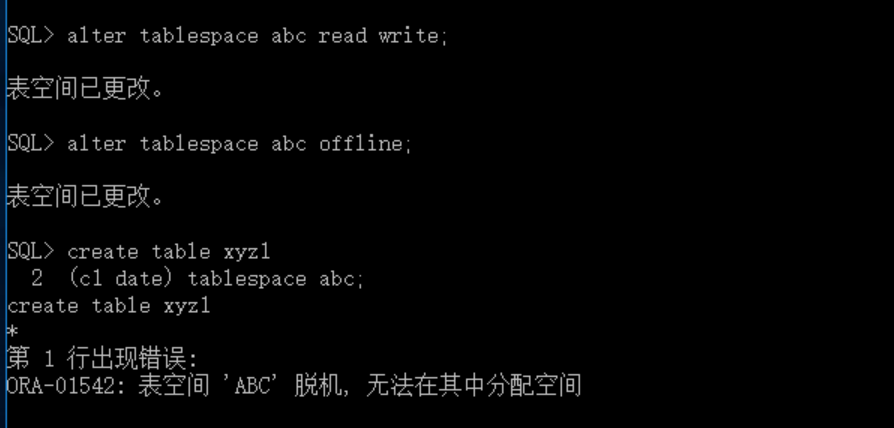 SQL> alter tablespace abc read write;
表空间已更改。
SQL> alter tablespace abc offline;
表空间已更改。
SQL> create table xyz1
  2  (c1 date) tablespace abc;
create table xyz1
*
第 1 行出现错误:
ORA-01542: 表空间 'ABC' 脱机, 无法在其中分配空间